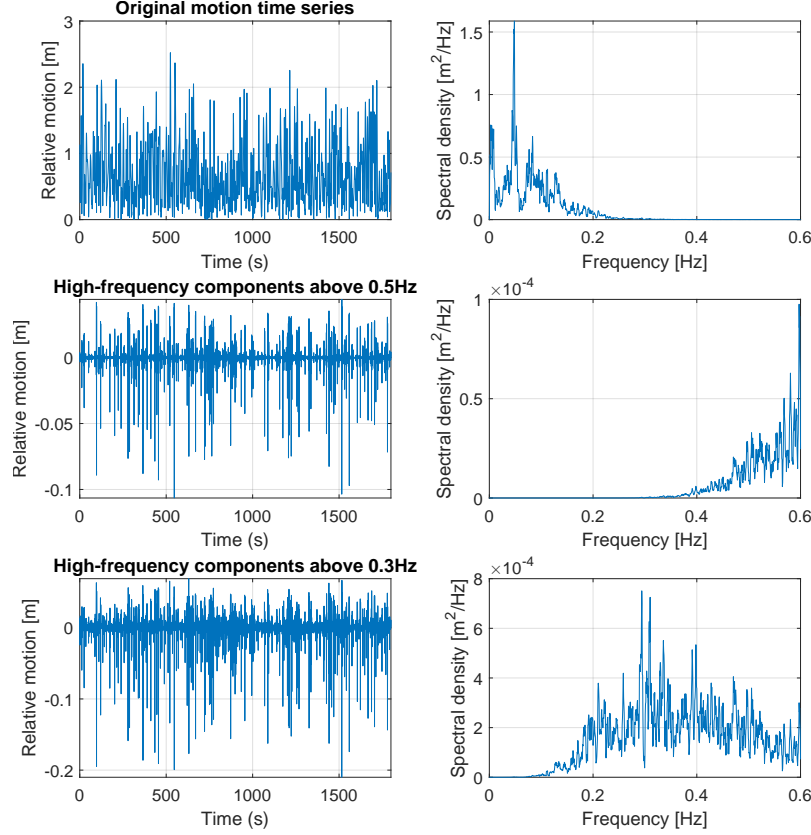 Original motion time series
Relative motion [m]
3
2
1
0
0 500 1000 1500
Time (s)
Spectral density [m²/Hz]
1.5
1
0.5
0
0 0.2 0.4 0.6
Frequency [Hz]
High-frequency components above 0.5Hz
Relative motion [m]
0
-0.05
-0.1
0 500 1000 1500
Time (s)
×10⁻⁴
Spectral density [m²/Hz]
1
0.5
0
0 0.2 0.4 0.6
Frequency [Hz]
High-frequency components above 0.3Hz
Relative motion [m]
0
-0.1
-0.2
0 500 1000 1500
Time (s)
×10⁻⁴
Spectral density [m²/Hz]
8
6
4
2
0
0 0.2 0.4 0.6
Frequency [Hz]